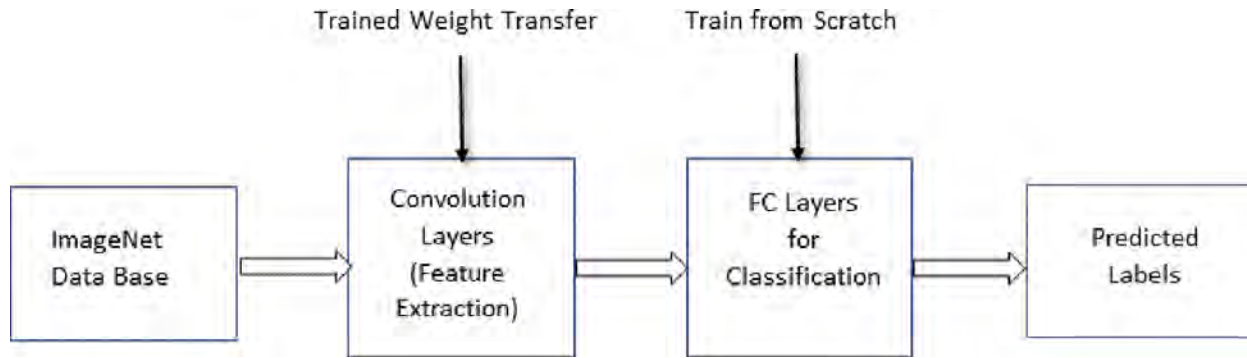 Trained Weight Transfer
Train from Scratch
ImageNet
Data Base
Convolution
Layers
(Feature
Extraction)
FC Layers
for
Classification
Predicted
Labels